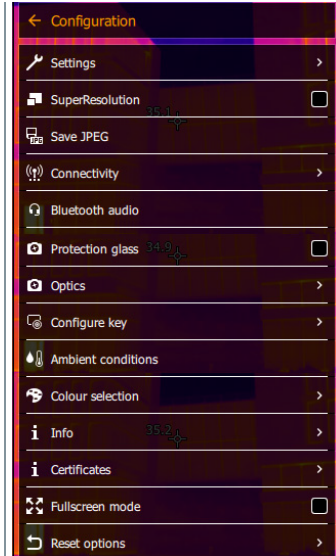 Configuration
Settings
SuperResolution
35.1
Save JPEG
Connectivity
Bluetooth audio
Protection glass
34.9
Optics
Configure key
Ambient conditions
Colour selection
Info
35.2
Certificates
Fullscreen mode
Reset options